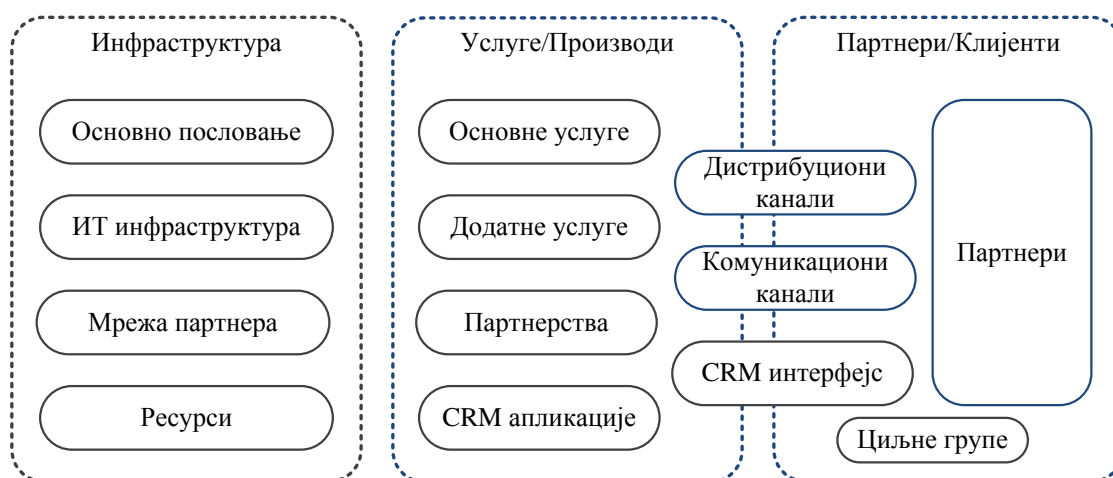 Инфраструктура
Основно пословање
ИТ инфраструктура
Мрежа партнера
Ресурси
Услуге/Производи
Основне услуге
Додатне услуге
Партнерства
CRM апликације
Дистрибуциони
канали
Комуникациони
канали
CRM интерфејс
Партнери/Клијенти
Партнери
Циљне групе